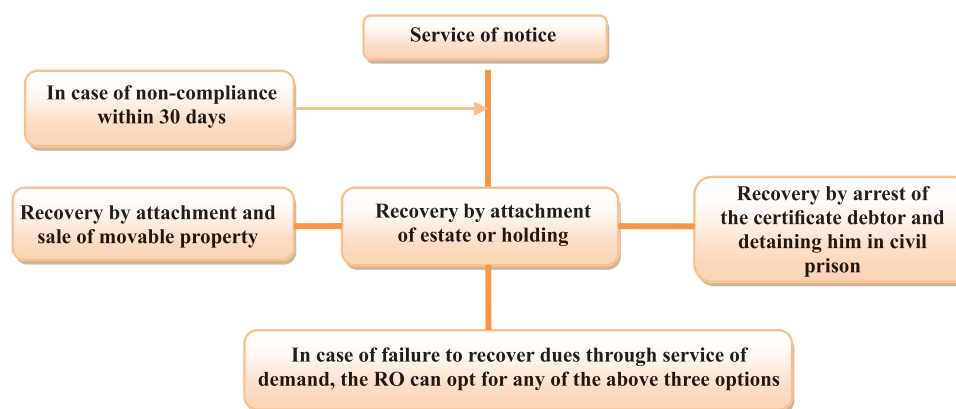 Service of notice
In case of non-compliance
within 30 days
Recovery by attachment and
sale of movable property
Recovery by attachment
of estate or holding
Recovery by arrest of
the certificate debtor and
detaining him in civil
prison
In case of failure to recover dues through service of
demand, the RO can opt for any of the above three options